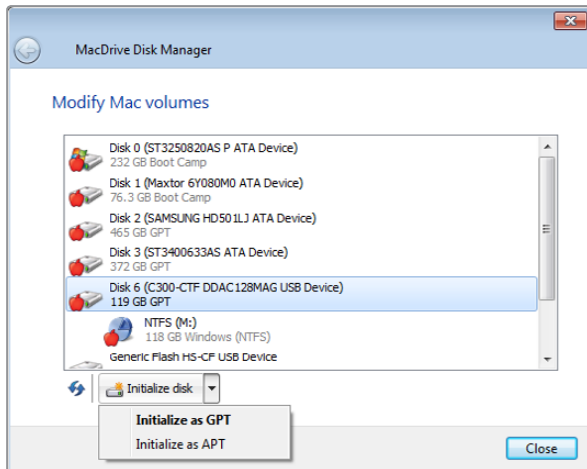 MacDrive Disk Manager
Modify Mac volumes
Disk 0 (ST3250820AS P ATA Device)
232 GB Boot Camp
Disk 1 (Maxtor 6Y080M0 ATA Device)
76.3 GB Boot Camp
Disk 2 (SAMSUNG HD501LJ ATA Device)
465 GB GPT
Disk 3 (ST3400633AS ATA Device)
372 GB GPT
Disk 6 (C300-CTF DDAC128MAG USB Device)
119 GB GPT
NTFS (M:)
118 GB Windows (NTFS)
Generic Flash HS-CF USB Device
Initialize disk
Initialize as GPT
Initialize as APT
Close